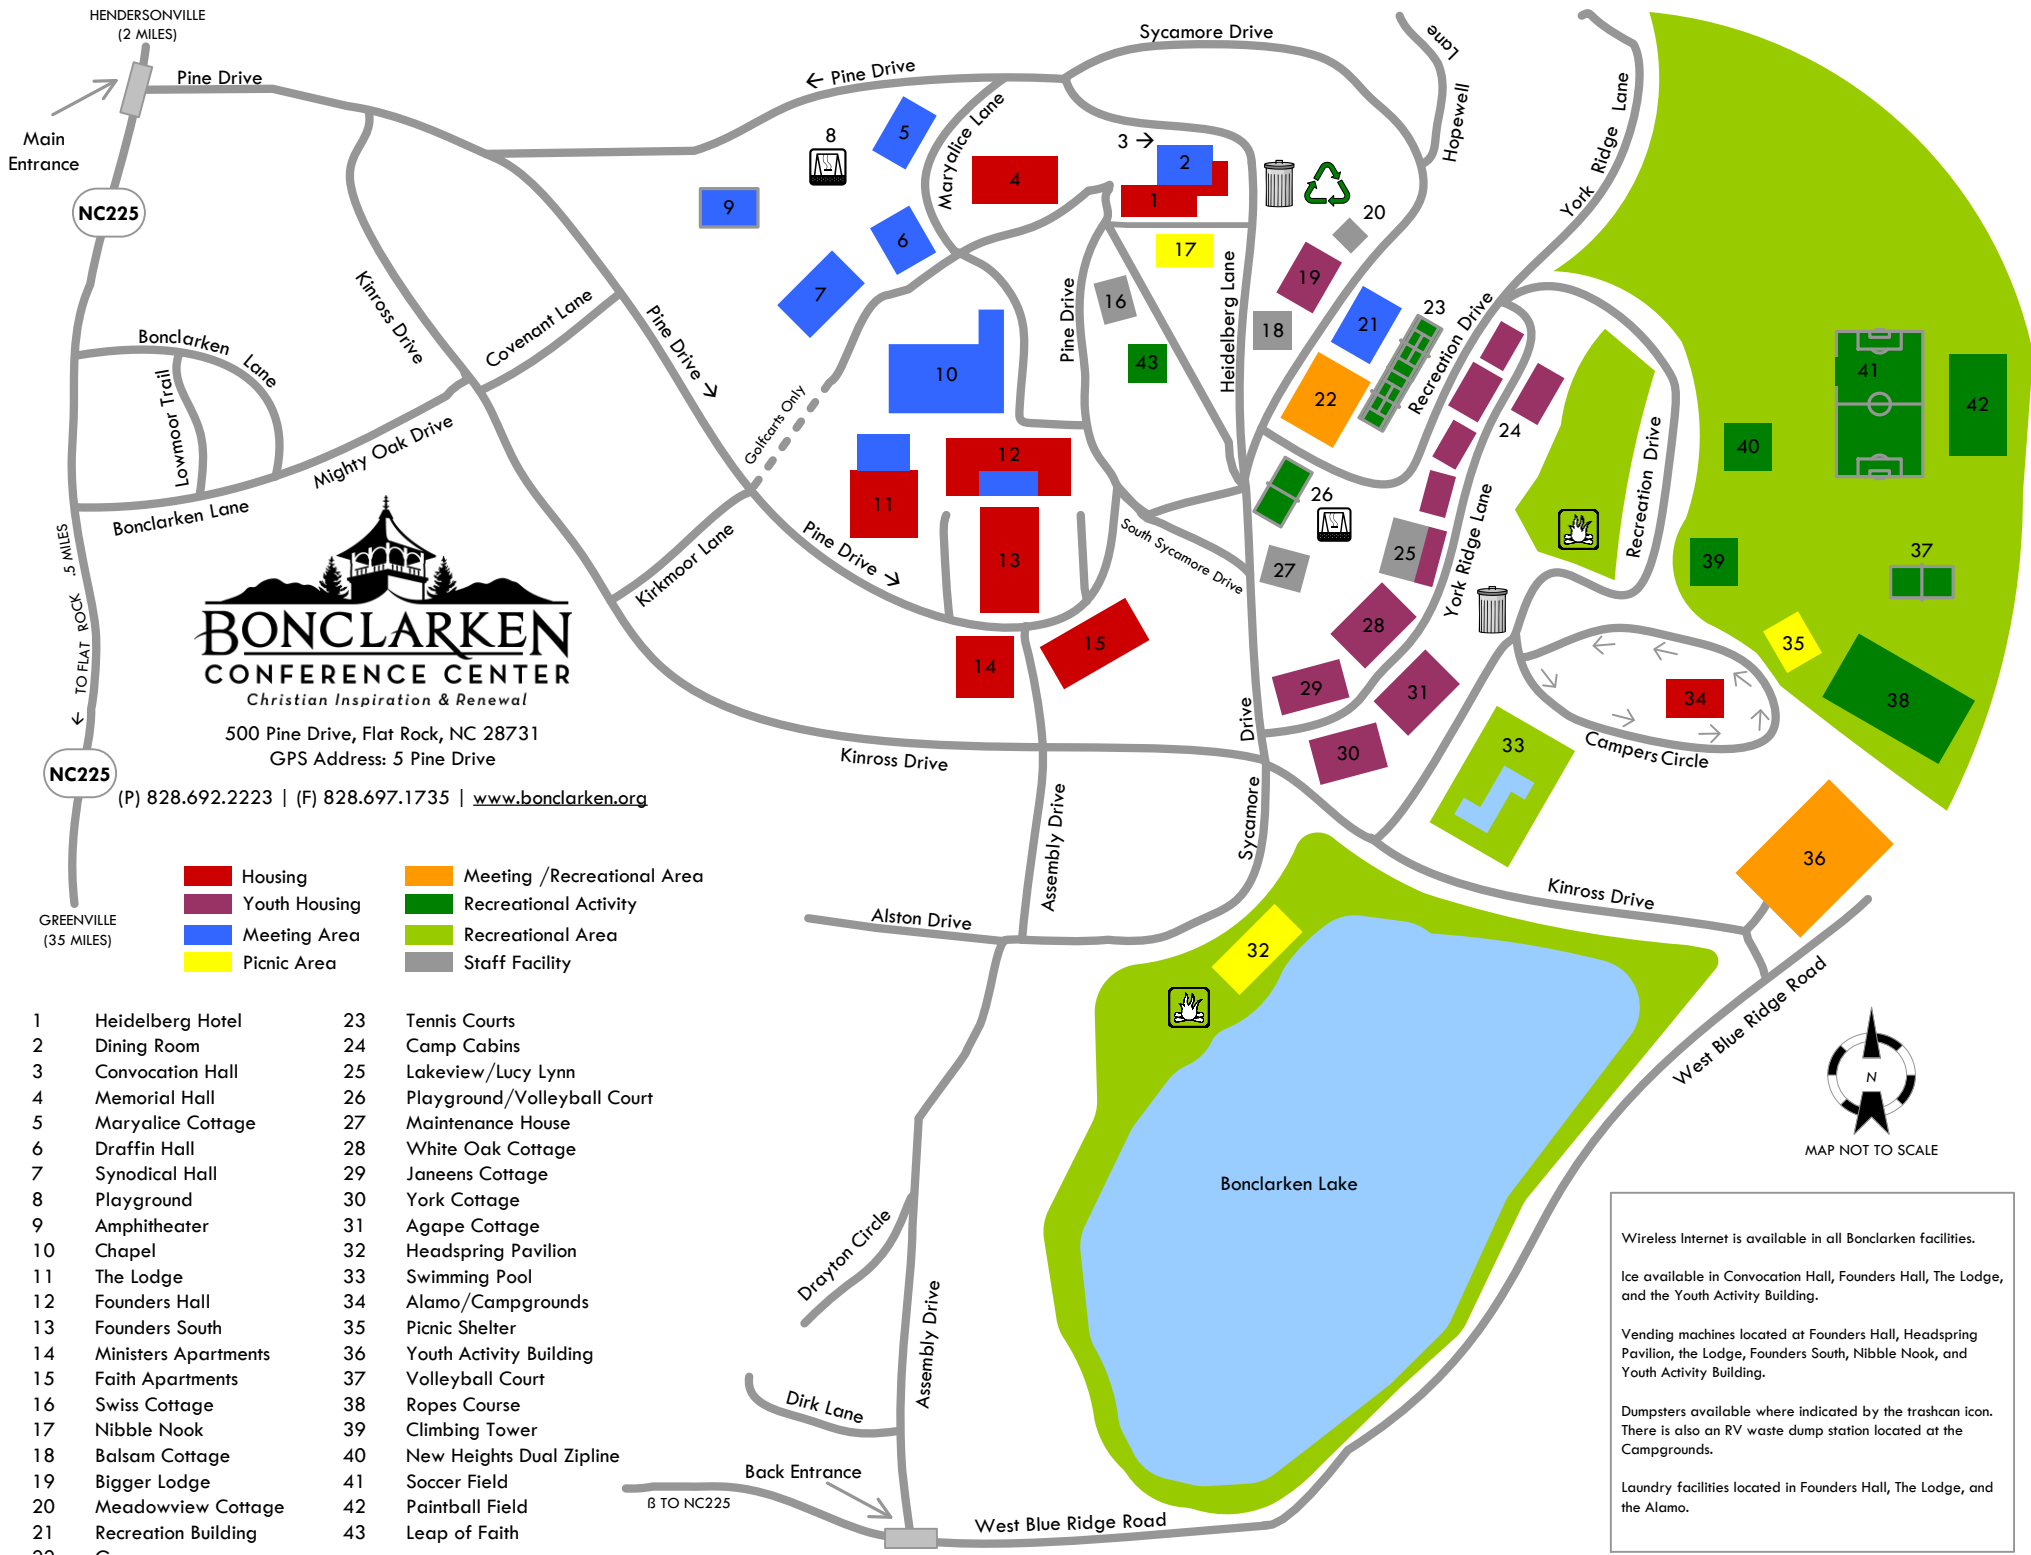 HENDERSONVILLE
(2 MILES)
Pine Drive
Main
Entrance
NC225
← Pine Drive
Sycamore Drive
Hopewell
Lane
York Ridge Lane
Maryalice Lane
3 →
8
5
9
6
7
4
2
1
17
20
19
18
16
43
21
22
23
24
10
12
11
13
14
15
26
27
25
28
29
30
31
32
33
34
35
36
37
38
39
40
41
42
Kinross Drive
Covenant Lane
Pine Drive →
Pine Drive
Heidelberg Lane
Recreation Drive
Recreation Drive
Bonclarken Lane
Lowmoor Trail
Mighty Oak Drive
Bonclarken Lane
Golfcarts Only
Kirkmoor Lane
Pine Drive →
South Sycamore Drive
York Ridge Lane
Campers Circle
.5 MILES
← TO FLAT ROCK
BONCLARKEN
CONFERENCE CENTER
Christian Inspiration & Renewal
500 Pine Drive, Flat Rock, NC 28731
GPS Address: 5 Pine Drive
NC225
(P) 828.692.2223 | (F) 828.697.1735 | www.bonclarken.org
Kinross Drive
Sycamore Drive
Assembly Drive
Kinross Drive
Alston Drive
West Blue Ridge Road
GREENVILLE
(35 MILES)
Housing
Youth Housing
Meeting Area
Picnic Area
Meeting /Recreational Area
Recreational Activity
Recreational Area
Staff Facility
1 Heidelberg Hotel
2 Dining Room
3 Convocation Hall
4 Memorial Hall
5 Maryalice Cottage
6 Draffin Hall
7 Synodical Hall
8 Playground
9 Amphitheater
10 Chapel
11 The Lodge
12 Founders Hall
13 Founders South
14 Ministers Apartments
15 Faith Apartments
16 Swiss Cottage
17 Nibble Nook
18 Balsam Cottage
19 Bigger Lodge
20 Meadowview Cottage
21 Recreation Building
23 Tennis Courts
24 Camp Cabins
25 Lakeview/Lucy Lynn
26 Playground/Volleyball Court
27 Maintenance House
28 White Oak Cottage
29 Janeens Cottage
30 York Cottage
31 Agape Cottage
32 Headspring Pavilion
33 Swimming Pool
34 Alamo/Campgrounds
35 Picnic Shelter
36 Youth Activity Building
37 Volleyball Court
38 Ropes Course
39 Climbing Tower
40 New Heights Dual Zipline
41 Soccer Field
42 Paintball Field
43 Leap of Faith
Bonclarken Lake
Drayton Circle
Assembly Drive
Dirk Lane
Back Entrance
ß TO NC225
West Blue Ridge Road
N
MAP NOT TO SCALE
Wireless Internet is available in all Bonclarken facilities.
Ice available in Convocation Hall, Founders Hall, The Lodge,
and the Youth Activity Building.
Vending machines located at Founders Hall, Headspring
Pavilion, the Lodge, Founders South, Nibble Nook, and
Youth Activity Building.
Dumpsters available where indicated by the trashcan icon.
There is also an RV waste dump station located at the
Campgrounds.
Laundry facilities located in Founders Hall, The Lodge, and
the Alamo.